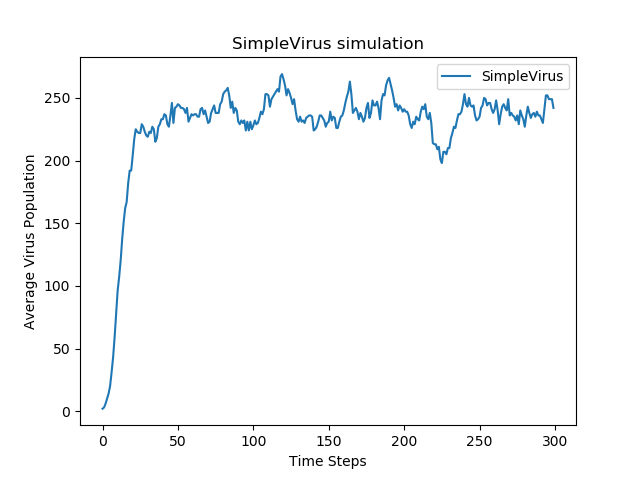 SimpleVirus simulation
SimpleVirus
Average Virus Population
250
200
150
100
50
0
0 50 100 150 200 250 300
Time Steps